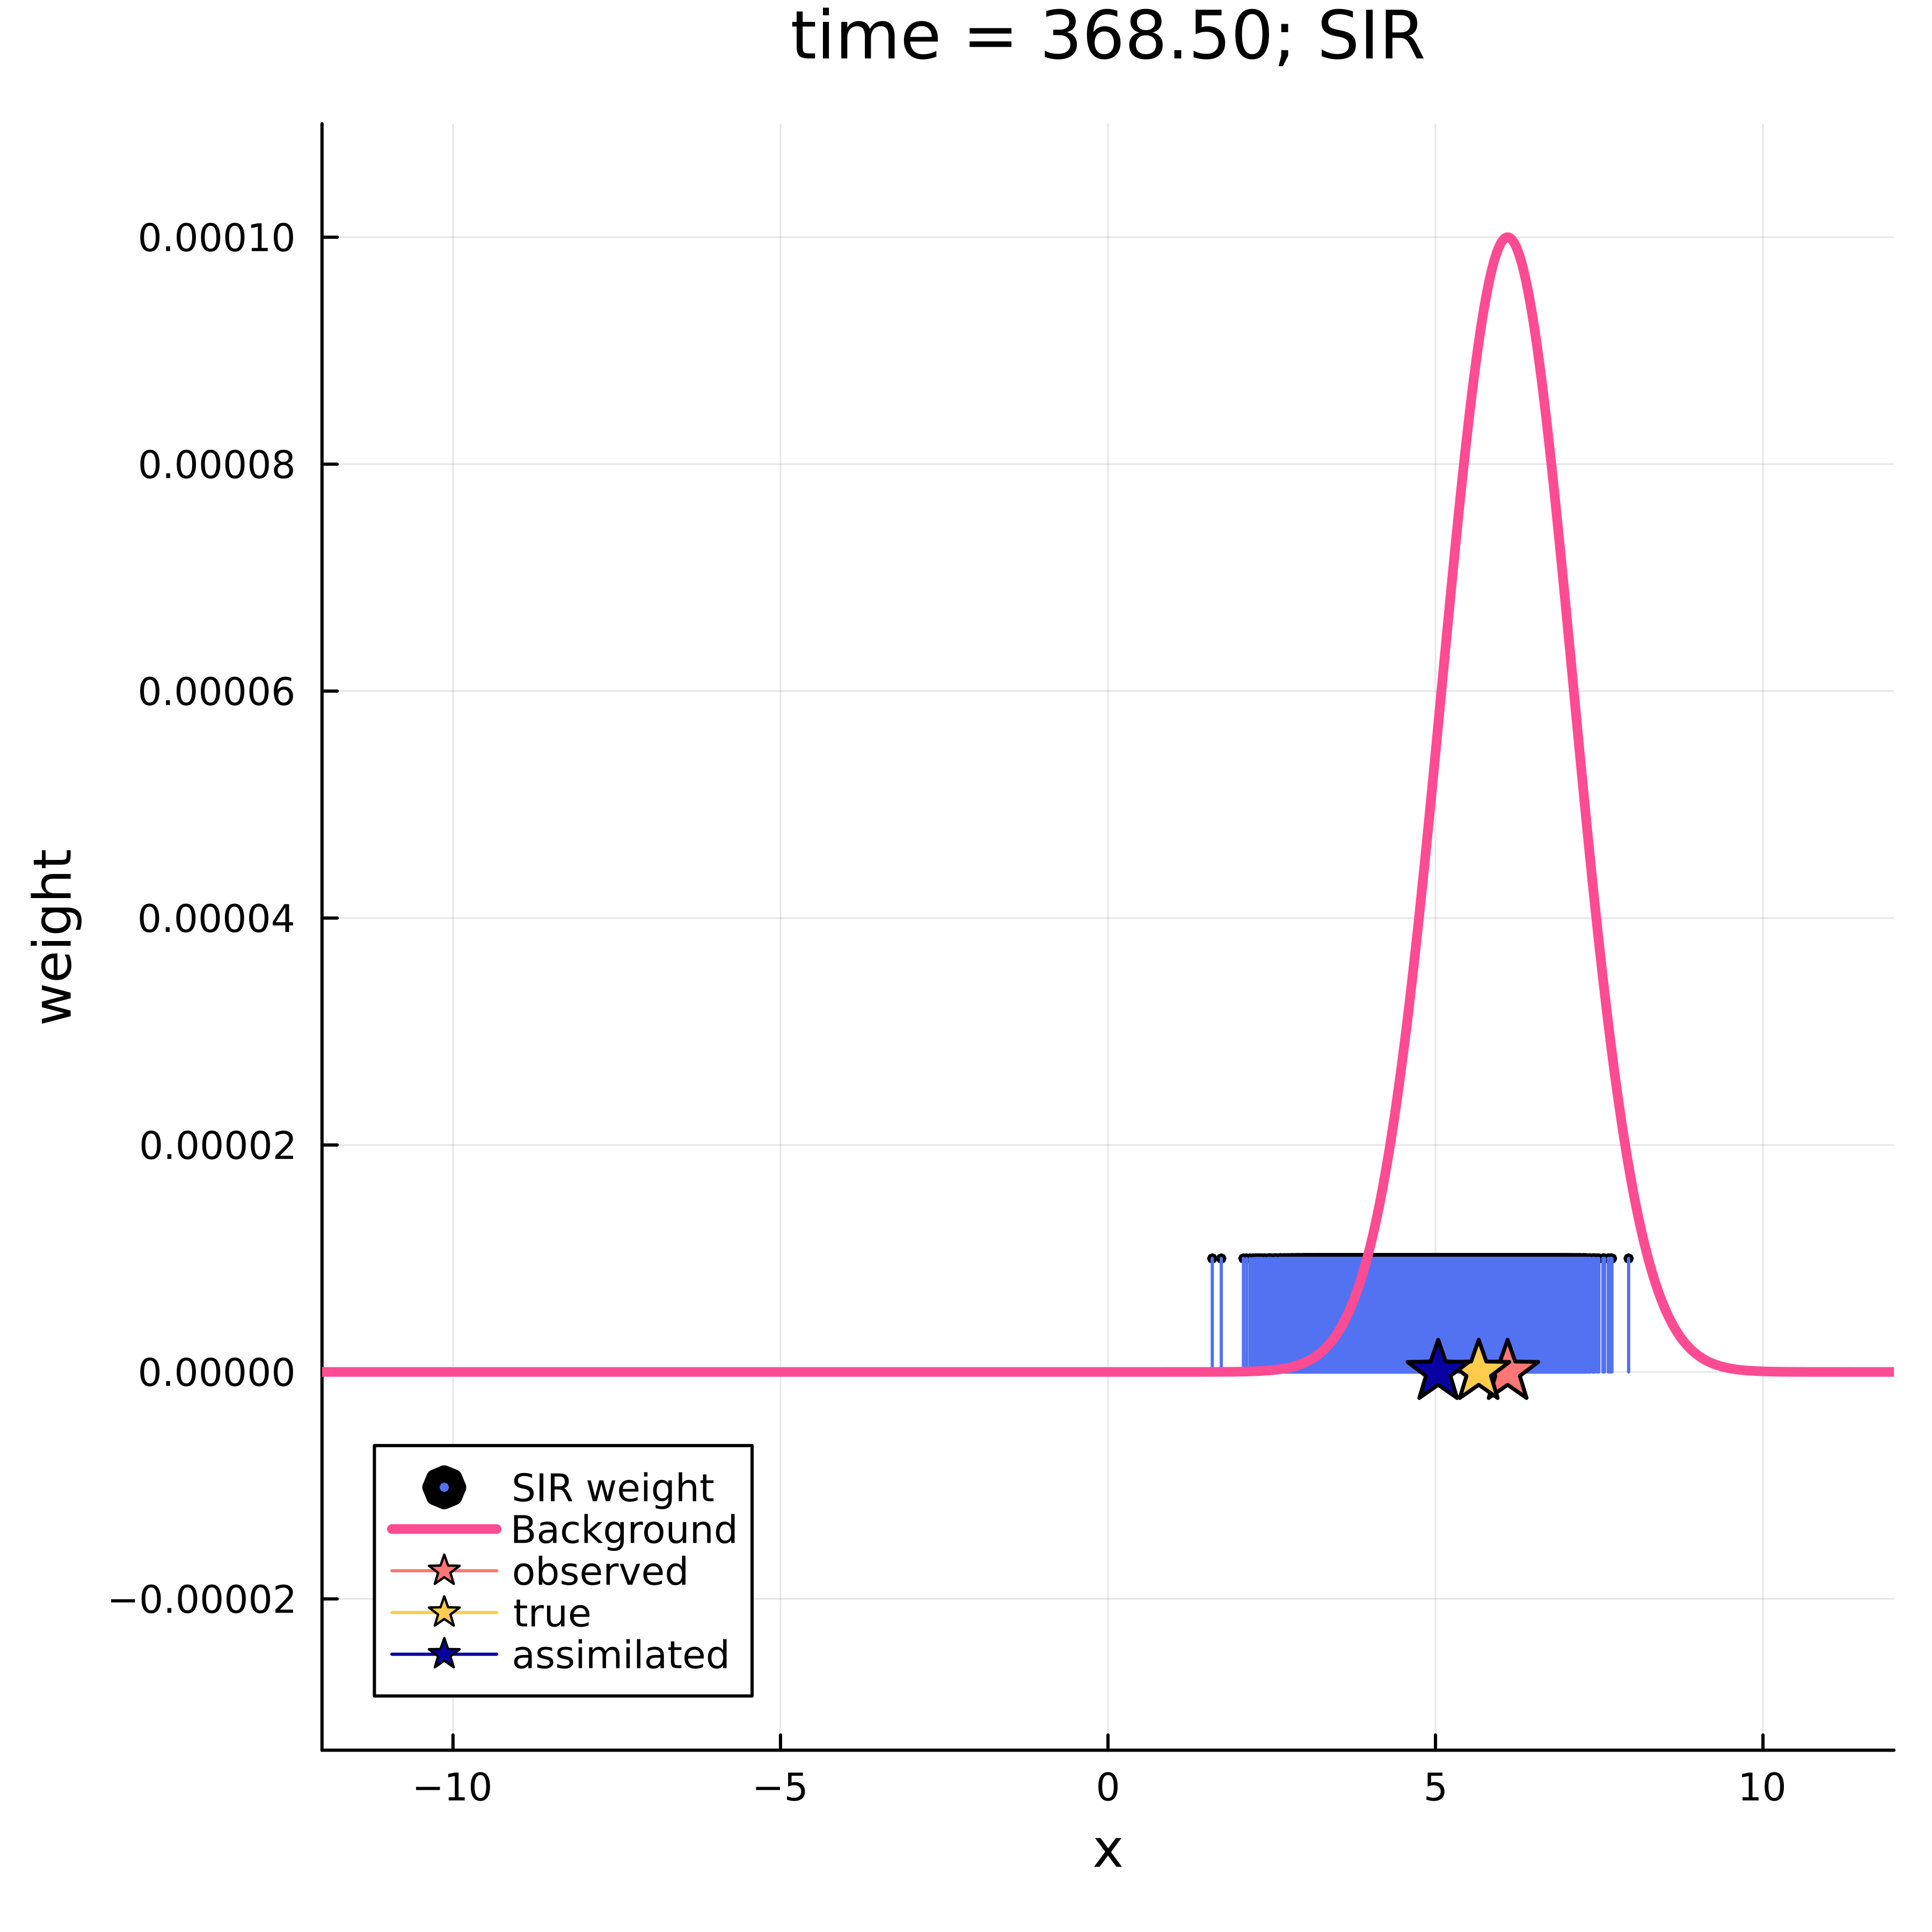 time = 368.50; SIR
weight
0.00010
0.00008
0.00006
0.00004
0.00002
0.00000
−0.00002
SIR weight
Background
observed
true
assimilated
−10
−5
0
5
10
x